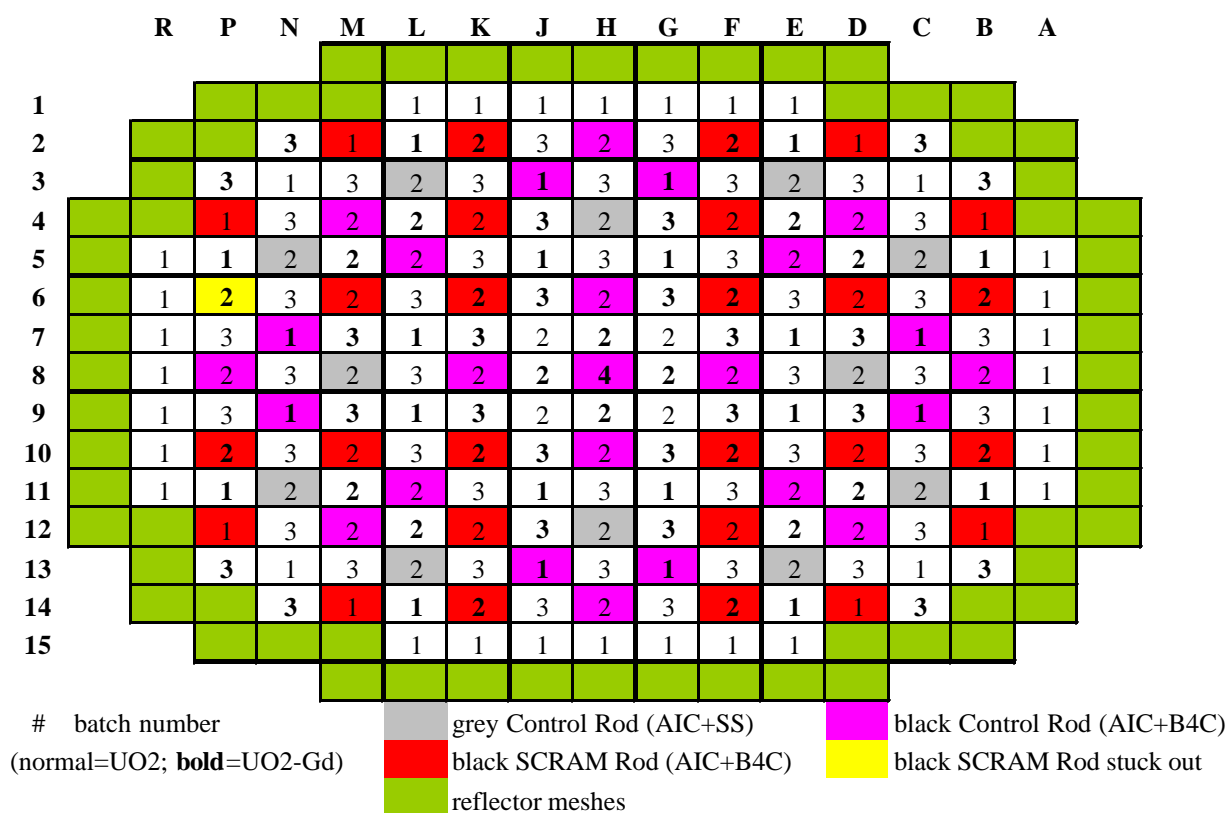 R P N M L K J H G F E D C B A
1 1 1 1 1 1 1 1
2 3 1 1 2 3 2 3 2 1 1 3
3 3 1 3 2 3 1 3 1 3 2 3 1 3
4 1 3 2 2 2 3 2 3 2 2 2 3 1
5 1 1 2 2 2 3 1 3 1 3 2 2 2 1 1
6 1 2 3 2 3 2 3 2 3 2 3 2 3 2 1
7 1 3 1 3 1 3 2 2 2 3 1 3 1 3 1
8 1 2 3 2 3 2 2 4 2 2 3 2 3 2 1
9 1 3 1 3 1 3 2 2 2 3 1 3 1 3 1
10 1 2 3 2 3 2 3 2 3 2 3 2 3 2 1
11 1 1 2 2 2 3 1 3 1 3 2 2 2 1 1
12 1 3 2 2 2 3 2 3 2 2 2 3 1
13 3 1 3 2 3 1 3 1 3 2 3 1 3
14 3 1 1 2 3 2 3 2 1 1 3
15 1 1 1 1 1 1 1
# batch number grey Control Rod (AIC+SS) black Control Rod (AIC+B4C)
(normal=UO2; bold=UO2-Gd) black SCRAM Rod (AIC+B4C) black SCRAM Rod stuck out
reflector meshes